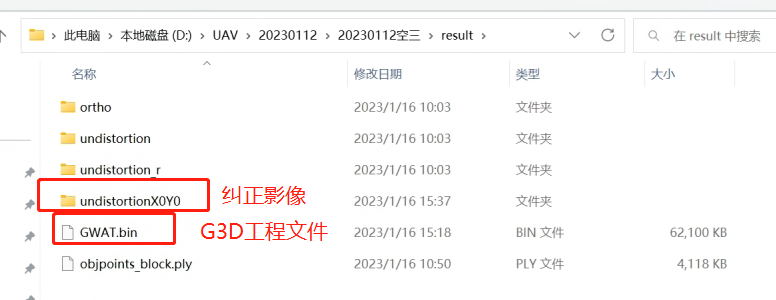 此电脑 › 本地磁盘 (D:) › UAV › 20230112 › 20230112空三 › result › 在 result 中搜索
名称 修改日期 类型 大小
ortho 2023/1/16 10:03 文件夹
undistortion 2023/1/16 10:03 文件夹
undistortion_r 2023/1/16 10:03 文件夹
undistortionX0Y0 纠正影像 2023/1/16 15:37 文件夹
GWAT.bin G3D工程文件 2023/1/16 15:18 BIN 文件 62,100 KB
objpoints_block.ply 2023/1/16 10:50 PLY 文件 4,118 KB